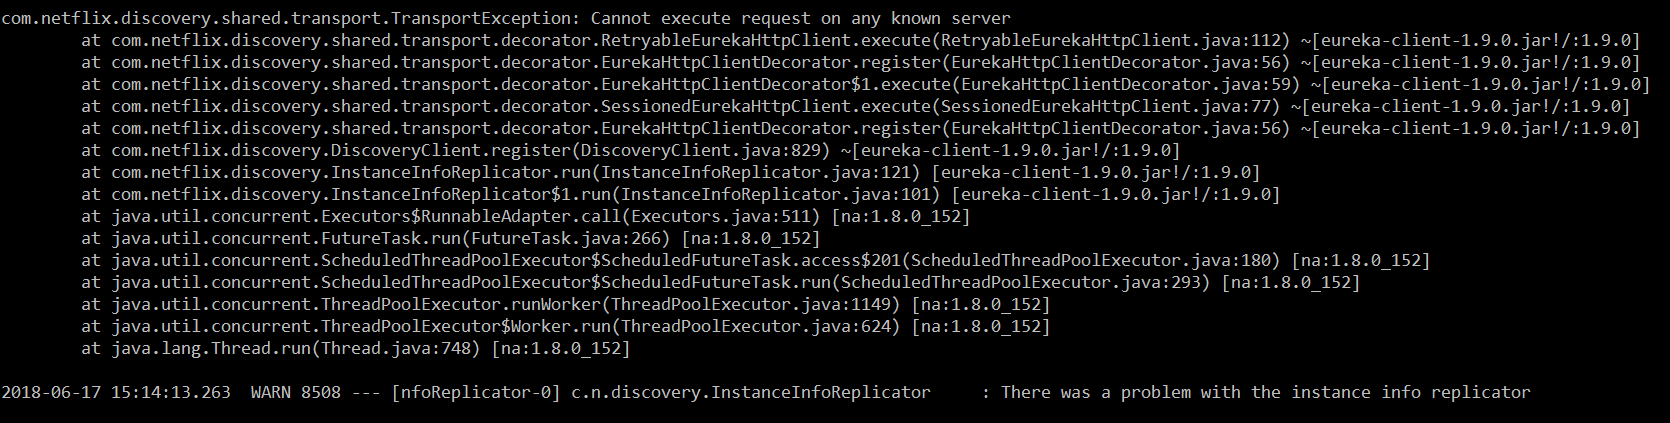 com.netflix.discovery.shared.transport.TransportException: Cannot execute request on any known server
at com.netflix.discovery.shared.transport.decorator.RetryableEurekaHttpClient.execute(RetryableEurekaHttpClient.java:112) ~[eureka-client-1.9.0.jar!/:1.9.0]
at com.netflix.discovery.shared.transport.decorator.EurekaHttpClientDecorator.register(EurekaHttpClientDecorator.java:56) ~[eureka-client-1.9.0.jar!/:1.9.0]
at com.netflix.discovery.shared.transport.decorator.EurekaHttpClientDecorator$1.execute(EurekaHttpClientDecorator.java:59) ~[eureka-client-1.9.0.jar!/:1.9.0]
at com.netflix.discovery.shared.transport.decorator.SessionedEurekaHttpClient.execute(SessionedEurekaHttpClient.java:77) ~[eureka-client-1.9.0.jar!/:1.9.0]
at com.netflix.discovery.shared.transport.decorator.EurekaHttpClientDecorator.register(EurekaHttpClientDecorator.java:56) ~[eureka-client-1.9.0.jar!/:1.9.0]
at com.netflix.discovery.DiscoveryClient.register(DiscoveryClient.java:829) ~[eureka-client-1.9.0.jar!/:1.9.0]
at com.netflix.discovery.InstanceInfoReplicator.run(InstanceInfoReplicator.java:121) [eureka-client-1.9.0.jar!/:1.9.0]
at com.netflix.discovery.InstanceInfoReplicator$1.run(InstanceInfoReplicator.java:101) [eureka-client-1.9.0.jar!/:1.9.0]
at java.util.concurrent.Executors$RunnableAdapter.call(Executors.java:511) [na:1.8.0_152]
at java.util.concurrent.FutureTask.run(FutureTask.java:266) [na:1.8.0_152]
at java.util.concurrent.ScheduledThreadPoolExecutor$ScheduledFutureTask.access$201(ScheduledThreadPoolExecutor.java:180) [na:1.8.0_152]
at java.util.concurrent.ScheduledThreadPoolExecutor$ScheduledFutureTask.run(ScheduledThreadPoolExecutor.java:293) [na:1.8.0_152]
at java.util.concurrent.ThreadPoolExecutor.runWorker(ThreadPoolExecutor.java:1149) [na:1.8.0_152]
at java.util.concurrent.ThreadPoolExecutor$Worker.run(ThreadPoolExecutor.java:624) [na:1.8.0_152]
at java.lang.Thread.run(Thread.java:748) [na:1.8.0_152]
2018-06-17 15:14:13.263  WARN 8508 --- [nfoReplicator-0] c.n.discovery.InstanceInfoReplicator     : There was a problem with the instance info replicator